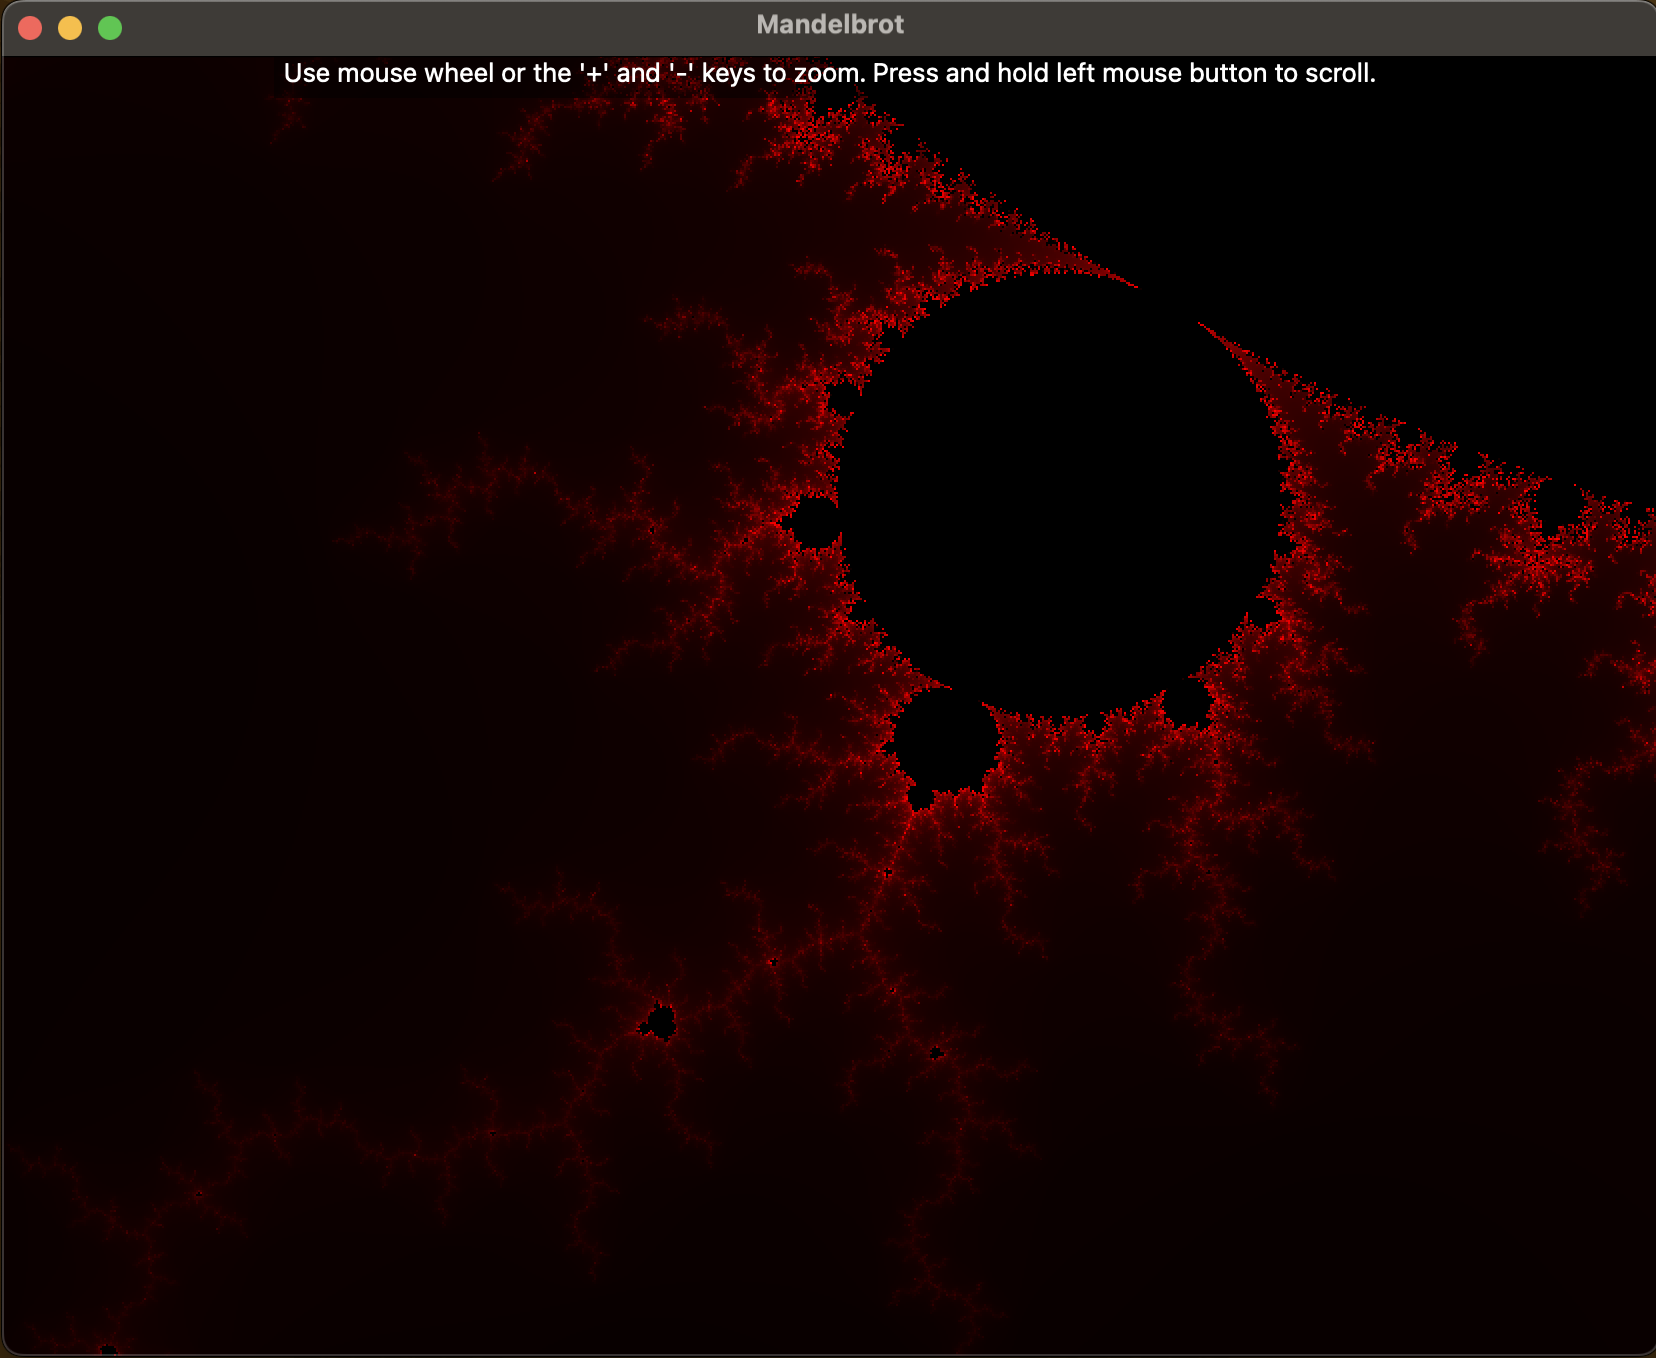 Mandelbrot
Use mouse wheel or the '+' and '-' keys to zoom. Press and hold left mouse button to scroll.